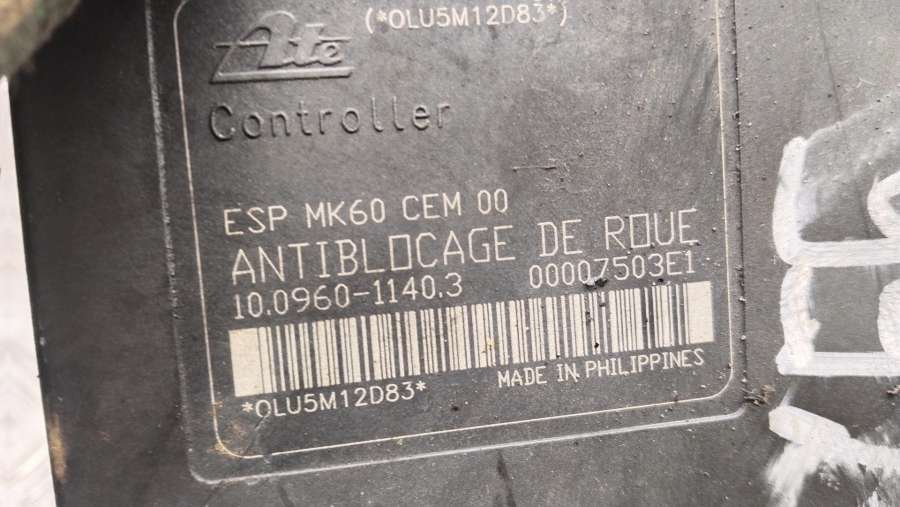 (*OLU5M12D83*)
Ate
Controller
ESP MK60 CEM 00
ANTIBLOCAGE DE ROUE
10.0960-1140.3 00007503E1
*OLU5M12D83*
MADE IN PHILIPPINES